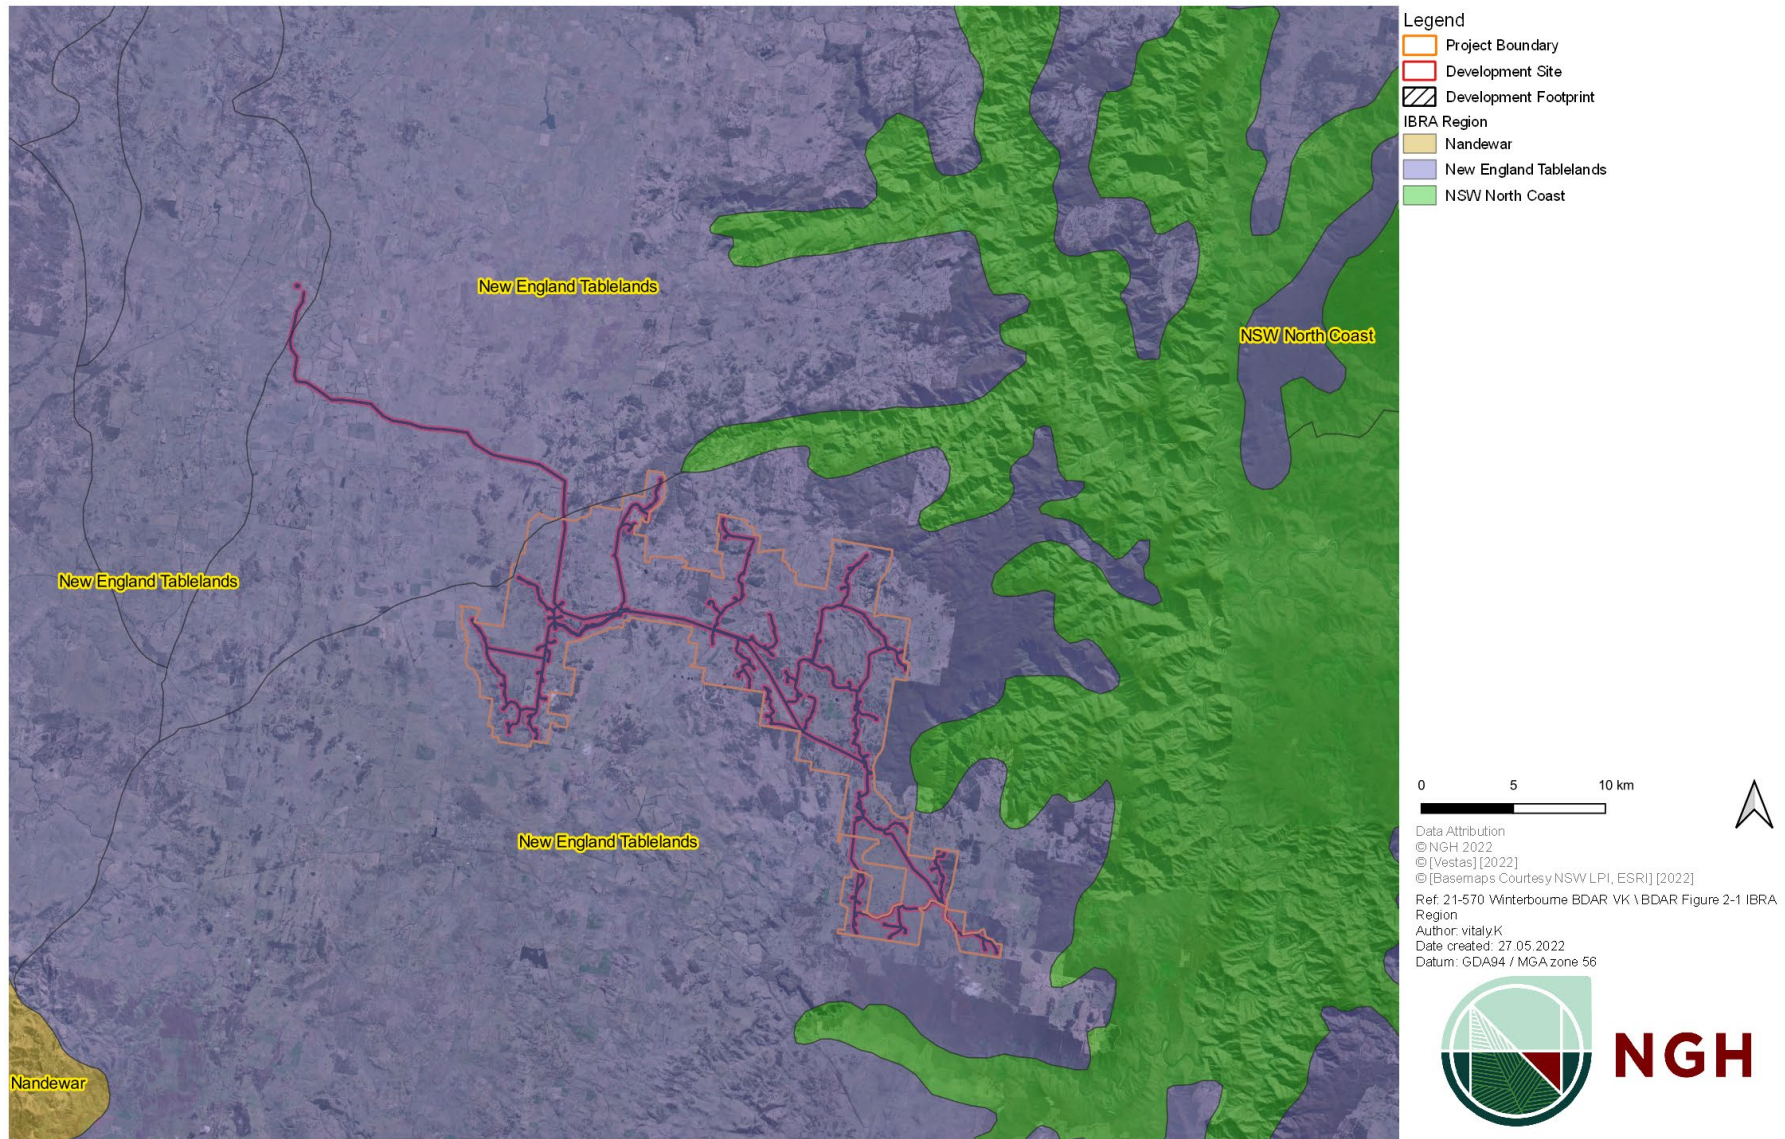 Legend
Project Boundary
Development Site
Development Footprint
IBRA Region
Nandewar
New England Tablelands
NSW North Coast
New England Tablelands
NSW North Coast
New England Tablelands
New England Tablelands
Nandewar
0 5 10 km
Data Attribution
© NGH 2022
© [Vestas] [2022]
© [Basemaps Courtesy NSW LPI, ESRI] [2022]
Ref: 21-570 Winterbourne BDAR VK \ BDAR Figure 2-1 IBRA
Region
Author: vitaly.K
Date created: 27.05.2022
Datum: GDA94 / MGA zone 56
NGH